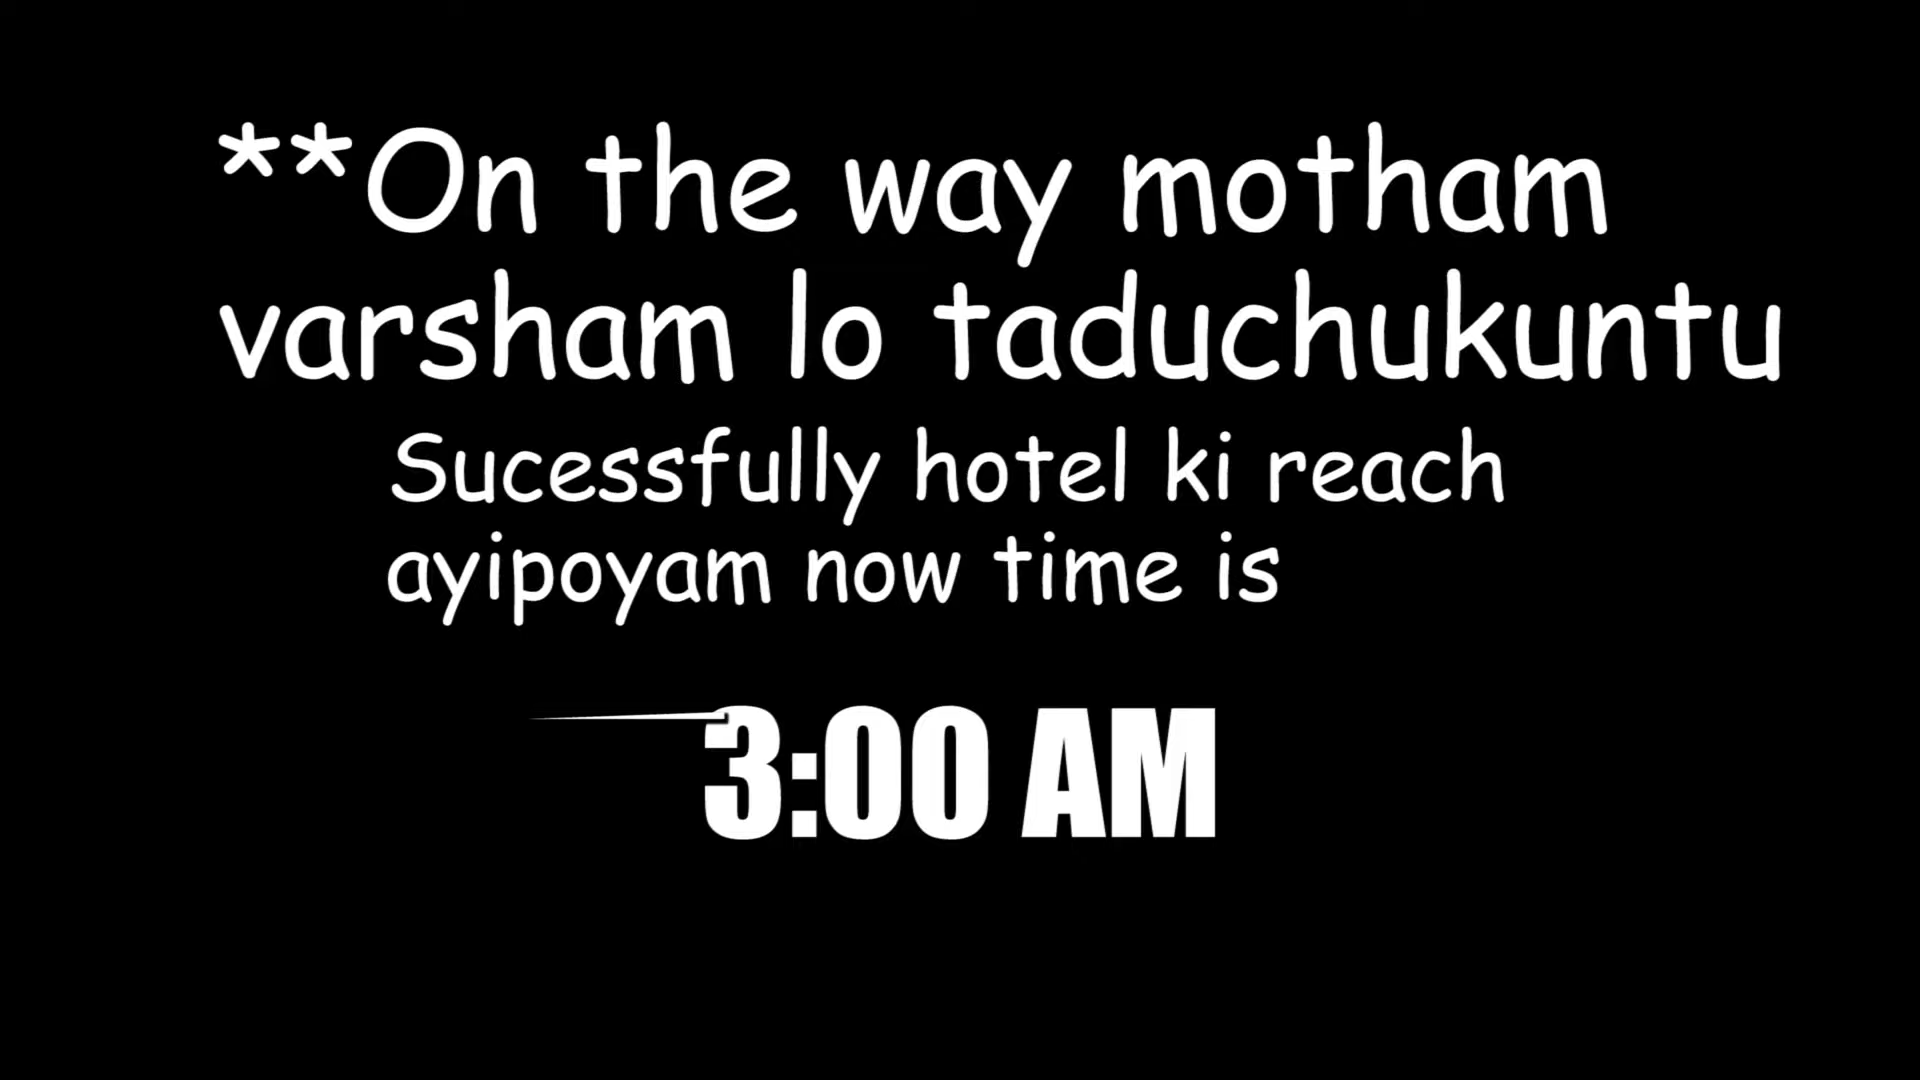 **On the way motham
varsham lo taduchukuntu
Sucessfully hotel ki reach
ayipoyam now time is
3:00 AM